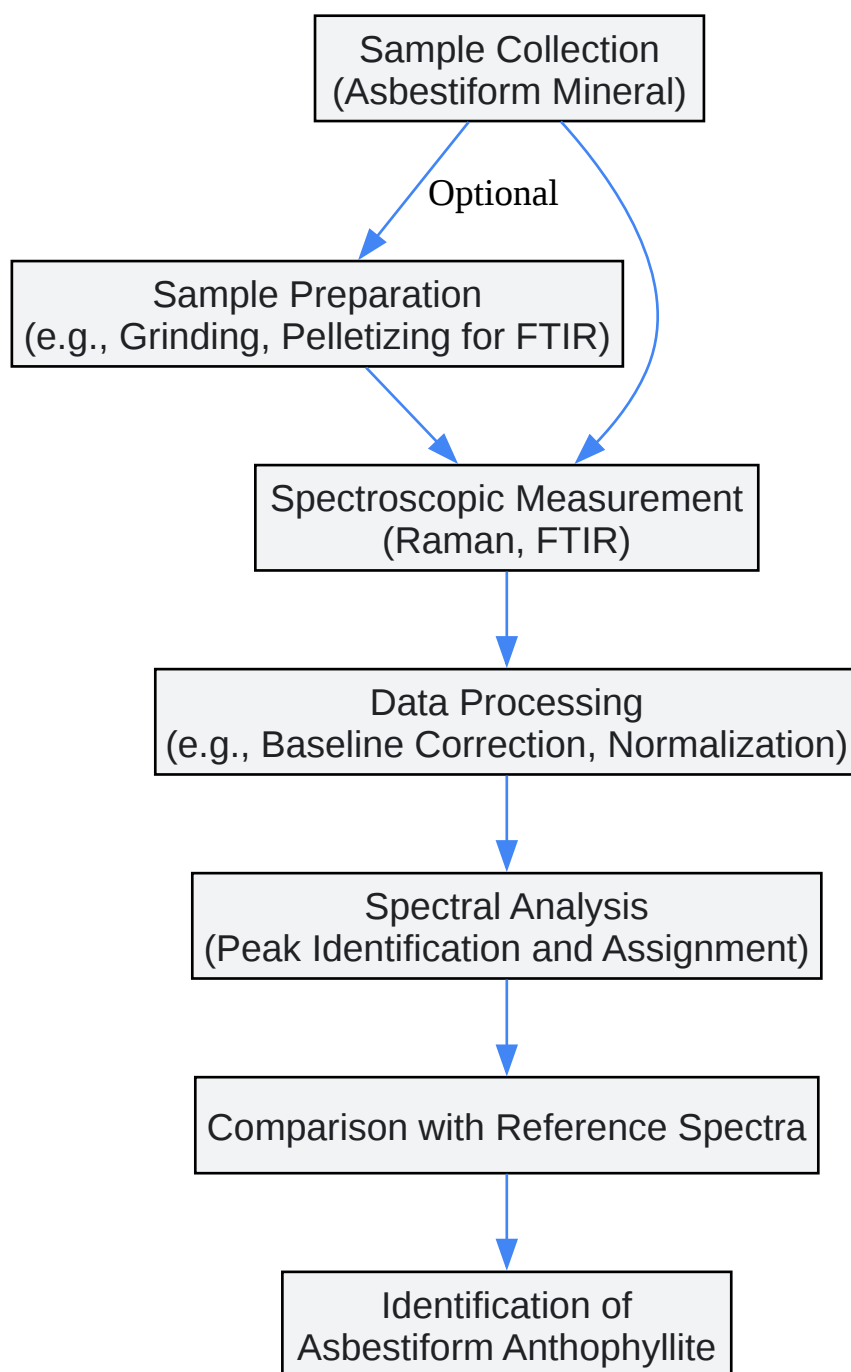 Sample Collection
(Asbestiform Mineral)
Optional
Sample Preparation
(e.g., Grinding, Pelletizing for FTIR)
Spectroscopic Measurement
(Raman, FTIR)
Data Processing
(e.g., Baseline Correction, Normalization)
Spectral Analysis
(Peak Identification and Assignment)
Comparison with Reference Spectra
Identification of
Asbestiform Anthophyllite